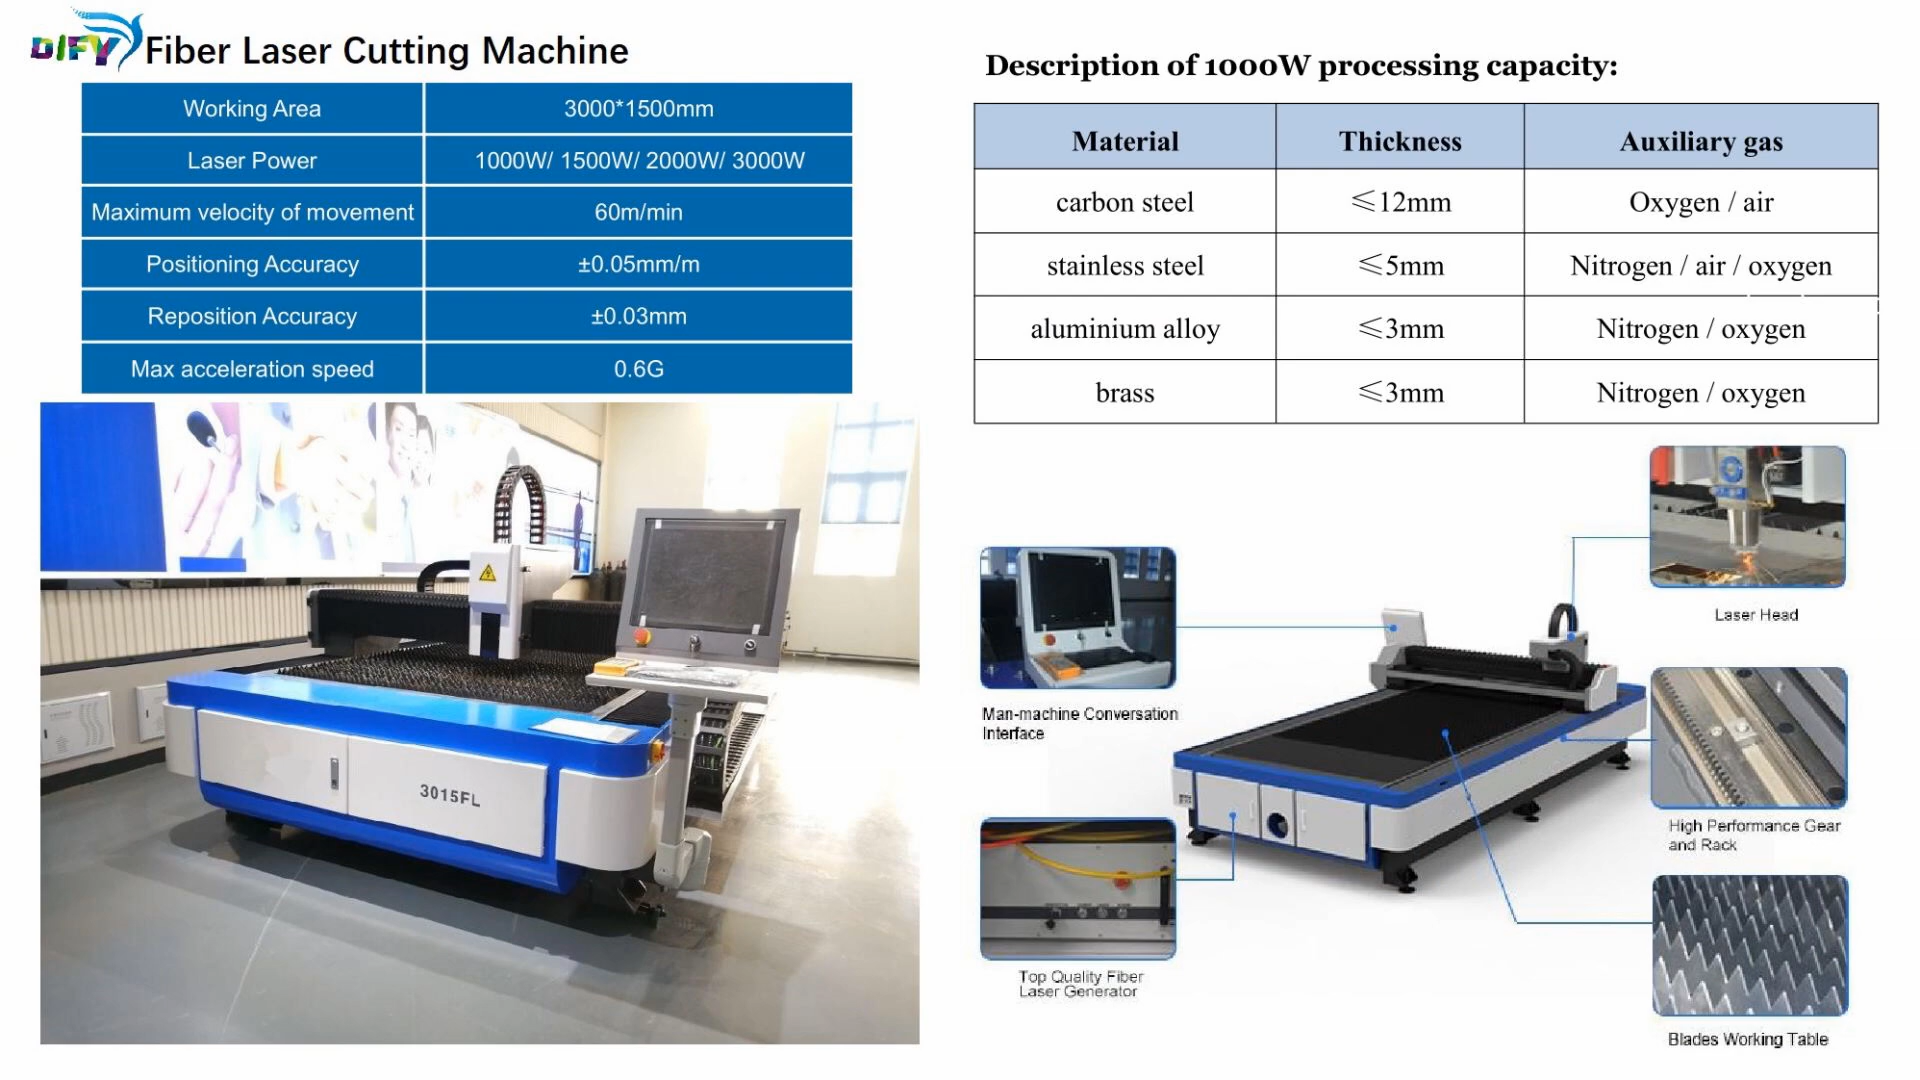 DIFY Fiber Laser Cutting Machine
Working Area 3000*1500mm
Laser Power 1000W/ 1500W/ 2000W/ 3000W
Maximum velocity of movement 60m/min
Positioning Accuracy ±0.05mm/m
Reposition Accuracy ±0.03mm
Max acceleration speed 0.6G
3015FL
Description of 1000W processing capacity:
Material Thickness Auxiliary gas
carbon steel ≤12mm Oxygen / air
stainless steel ≤5mm Nitrogen / air / oxygen
aluminium alloy ≤3mm Nitrogen / oxygen
brass ≤3mm Nitrogen / oxygen
Laser Head
Man-machine Conversation
Interface
High Performance Gear
and Rack
Top Quality Fiber
Laser Generator
Blades Working Table